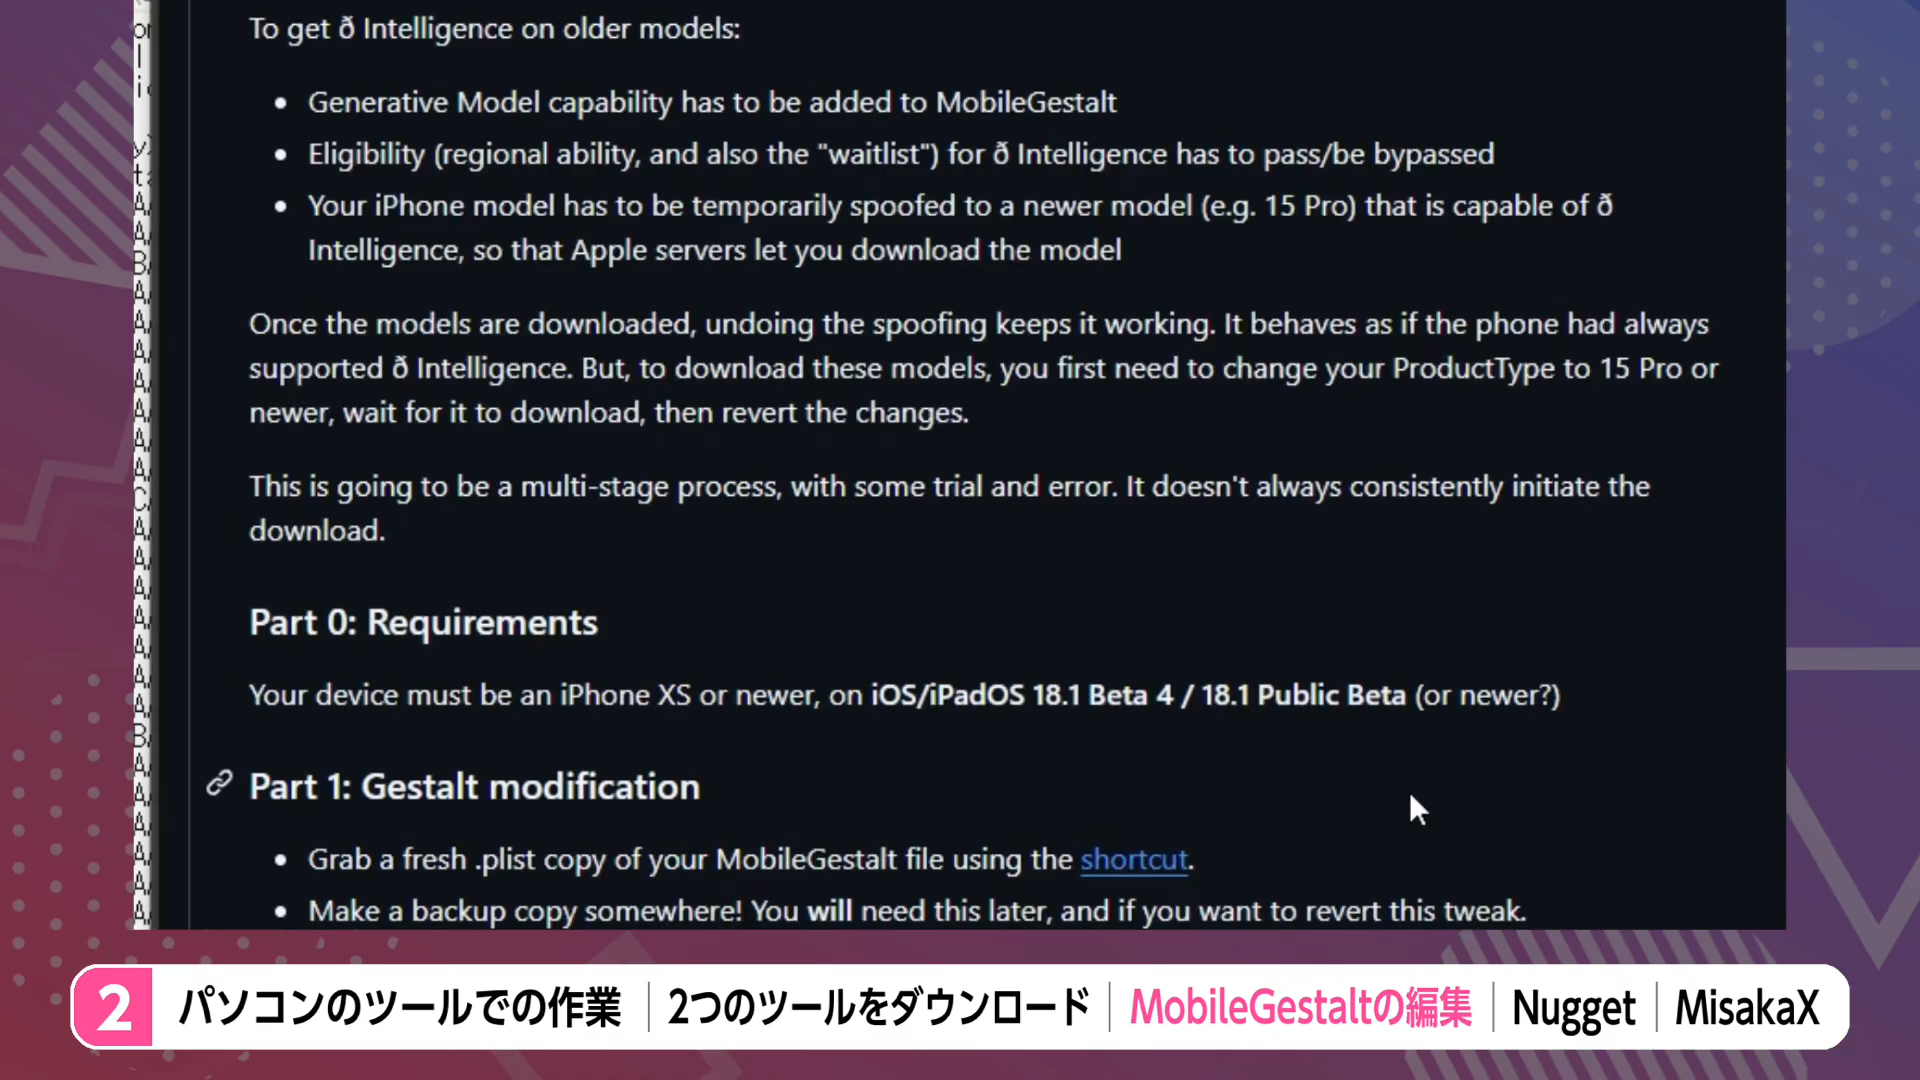 To get ð Intelligence on older models:
• Generative Model capability has to be added to MobileGestalt
• Eligibility (regional ability, and also the "waitlist") for ð Intelligence has to pass/be bypassed
• Your iPhone model has to be temporarily spoofed to a newer model (e.g. 15 Pro) that is capable of ð
Intelligence, so that Apple servers let you download the model
Once the models are downloaded, undoing the spoofing keeps it working. It behaves as if the phone had always
supported ð Intelligence. But, to download these models, you first need to change your ProductType to 15 Pro or
newer, wait for it to download, then revert the changes.
This is going to be a multi-stage process, with some trial and error. It doesn't always consistently initiate the
download.
Part 0: Requirements
Your device must be an iPhone XS or newer, on iOS/iPadOS 18.1 Beta 4 / 18.1 Public Beta (or newer?)
Part 1: Gestalt modification
• Grab a fresh .plist copy of your MobileGestalt file using the shortcut.
• Make a backup copy somewhere! You will need this later, and if you want to revert this tweak.
2 パソコンのツールでの作業 | 2つのツールをダウンロード | MobileGestaltの編集 | Nugget | MisakaX